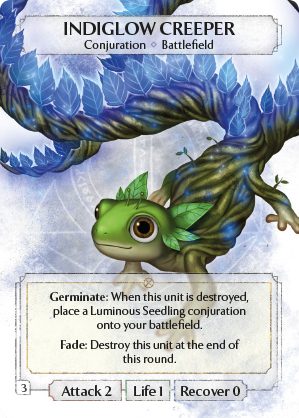 INDIGLOW CREEPER
Conjuration ◇ Battlefield
Germinate: When this unit is destroyed,
place a Luminous Seedling conjuration
onto your battlefield.
Fade: Destroy this unit at the end of
this round.
3
Attack 2 Life 1 Recover 0